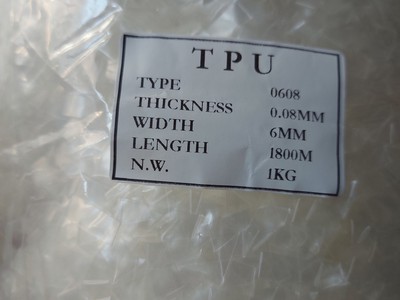 TPU
TYPE 0608
THICKNESS 0.08MM
WIDTH 6MM
LENGTH 1800M
N.W. 1KG